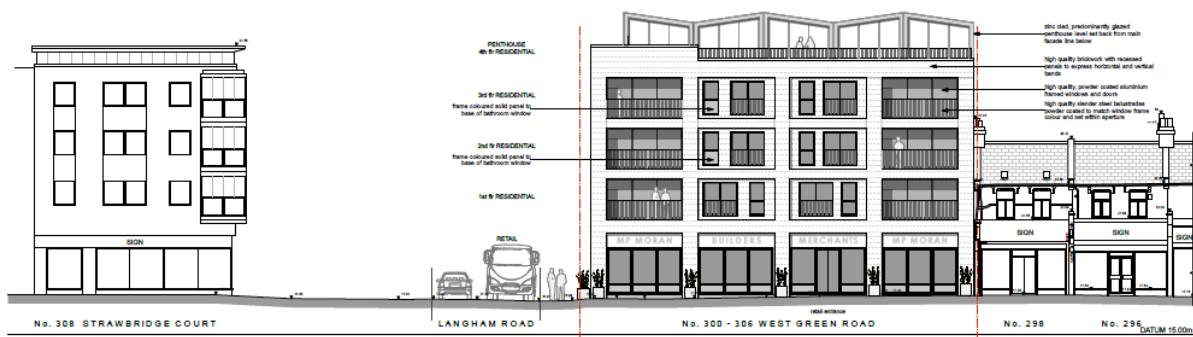 PENTHOUSE
4th flr RESIDENTIAL
3rd flr RESIDENTIAL
frame coloured solid panel to
base of bathroom window
2nd flr RESIDENTIAL
frame coloured solid panel to
base of bathroom window
1st flr RESIDENTIAL
RETAIL
zinc clad, predominantly glazed
penthouse level set back from main
facade line below
high quality brickwork with recessed
panels to express horizontal and vertical
bands
high quality, powder coated aluminium
framed windows and doors
high quality slender steel balustrades
powder coated to match window frame
colour and set within aperture
SIGN
MP MORAN
BUILDERS
MERCHANTS
MP MORAN
SIGN
SIGN
SIGN
retail entrance
No. 308 STRAWBRIDGE COURT
LANGHAM ROAD
No. 300 - 306 WEST GREEN ROAD
No. 298
No. 296
DATUM 15.00m